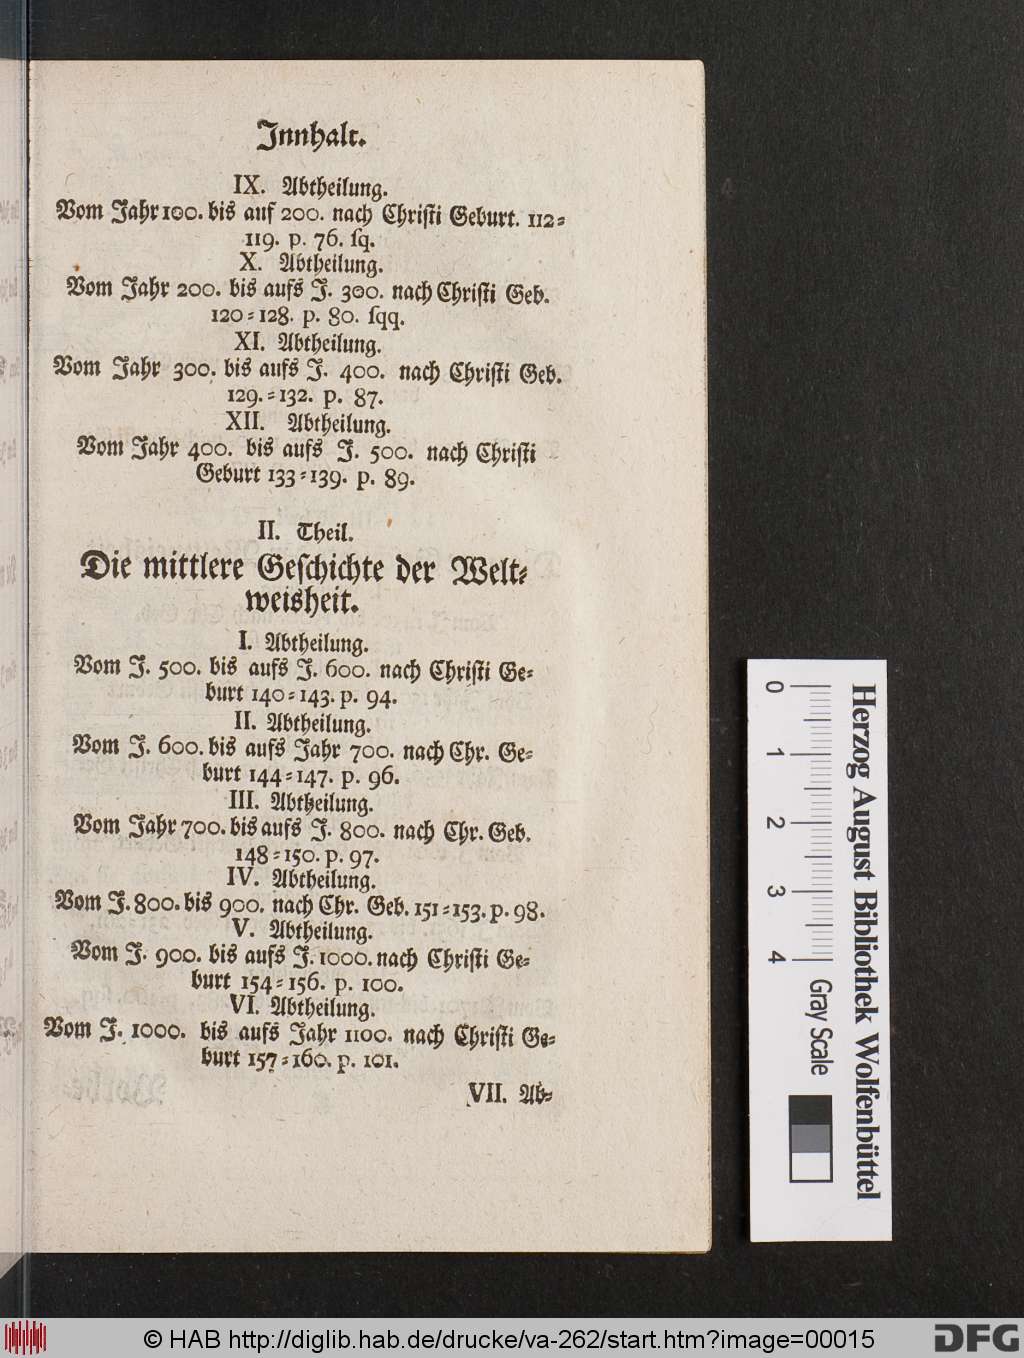 Innhalt.
IX. Abtheilung.
Vom Jahr 100. bis auf 200. nach Chriſti Geburt. 112⸗
119. p. 76. ſq.
X. Abtheilung.
Vom Jahr 200. bis aufs J. 300. nach Chriſti Geb.
120⸗128. p. 80. ſqq.
XI. Abtheilung.
Vom Jahr 300. bis aufs J. 400. nach Chriſti Geb.
129.⸗132. p. 87.
XII. Abtheilung.
Vom Jahr 400. bis aufs J. 500. nach Chriſti
Geburt 133⸗139. p. 89.
II. Theil.
Die mittlere Geſchichte der Welt⸗
weisheit.
I. Abtheilung.
Vom J. 500. bis aufs J. 600. nach Chriſti Ge⸗
burt 140⸗143. p. 94.
II. Abtheilung.
Vom J. 600. bis aufs Jahr 700. nach Chr. Ge⸗
burt 144⸗147. p. 96.
III. Abtheilung.
Vom Jahr 700. bis aufs J. 800. nach Chr. Geb.
148⸗150. p. 97.
IV. Abtheilung.
Vom J. 800. bis 900. nach Chr. Geb. 151⸗153. p. 98.
V. Abtheilung.
Vom J. 900. bis aufs J. 1000. nach Chriſti Ge⸗
burt 154⸗156. p. 100.
VI. Abtheilung.
Vom J. 1000. bis aufs Jahr 1100. nach Chriſti Ge⸗
burt 157⸗160. p. 101.
VII. Ab⸗
Herzog August Bibliothek Wolfenbüttel
0 1 2 3 4 Gray Scale
© HAB http://diglib.hab.de/drucke/va-262/start.htm?image=00015
DFG